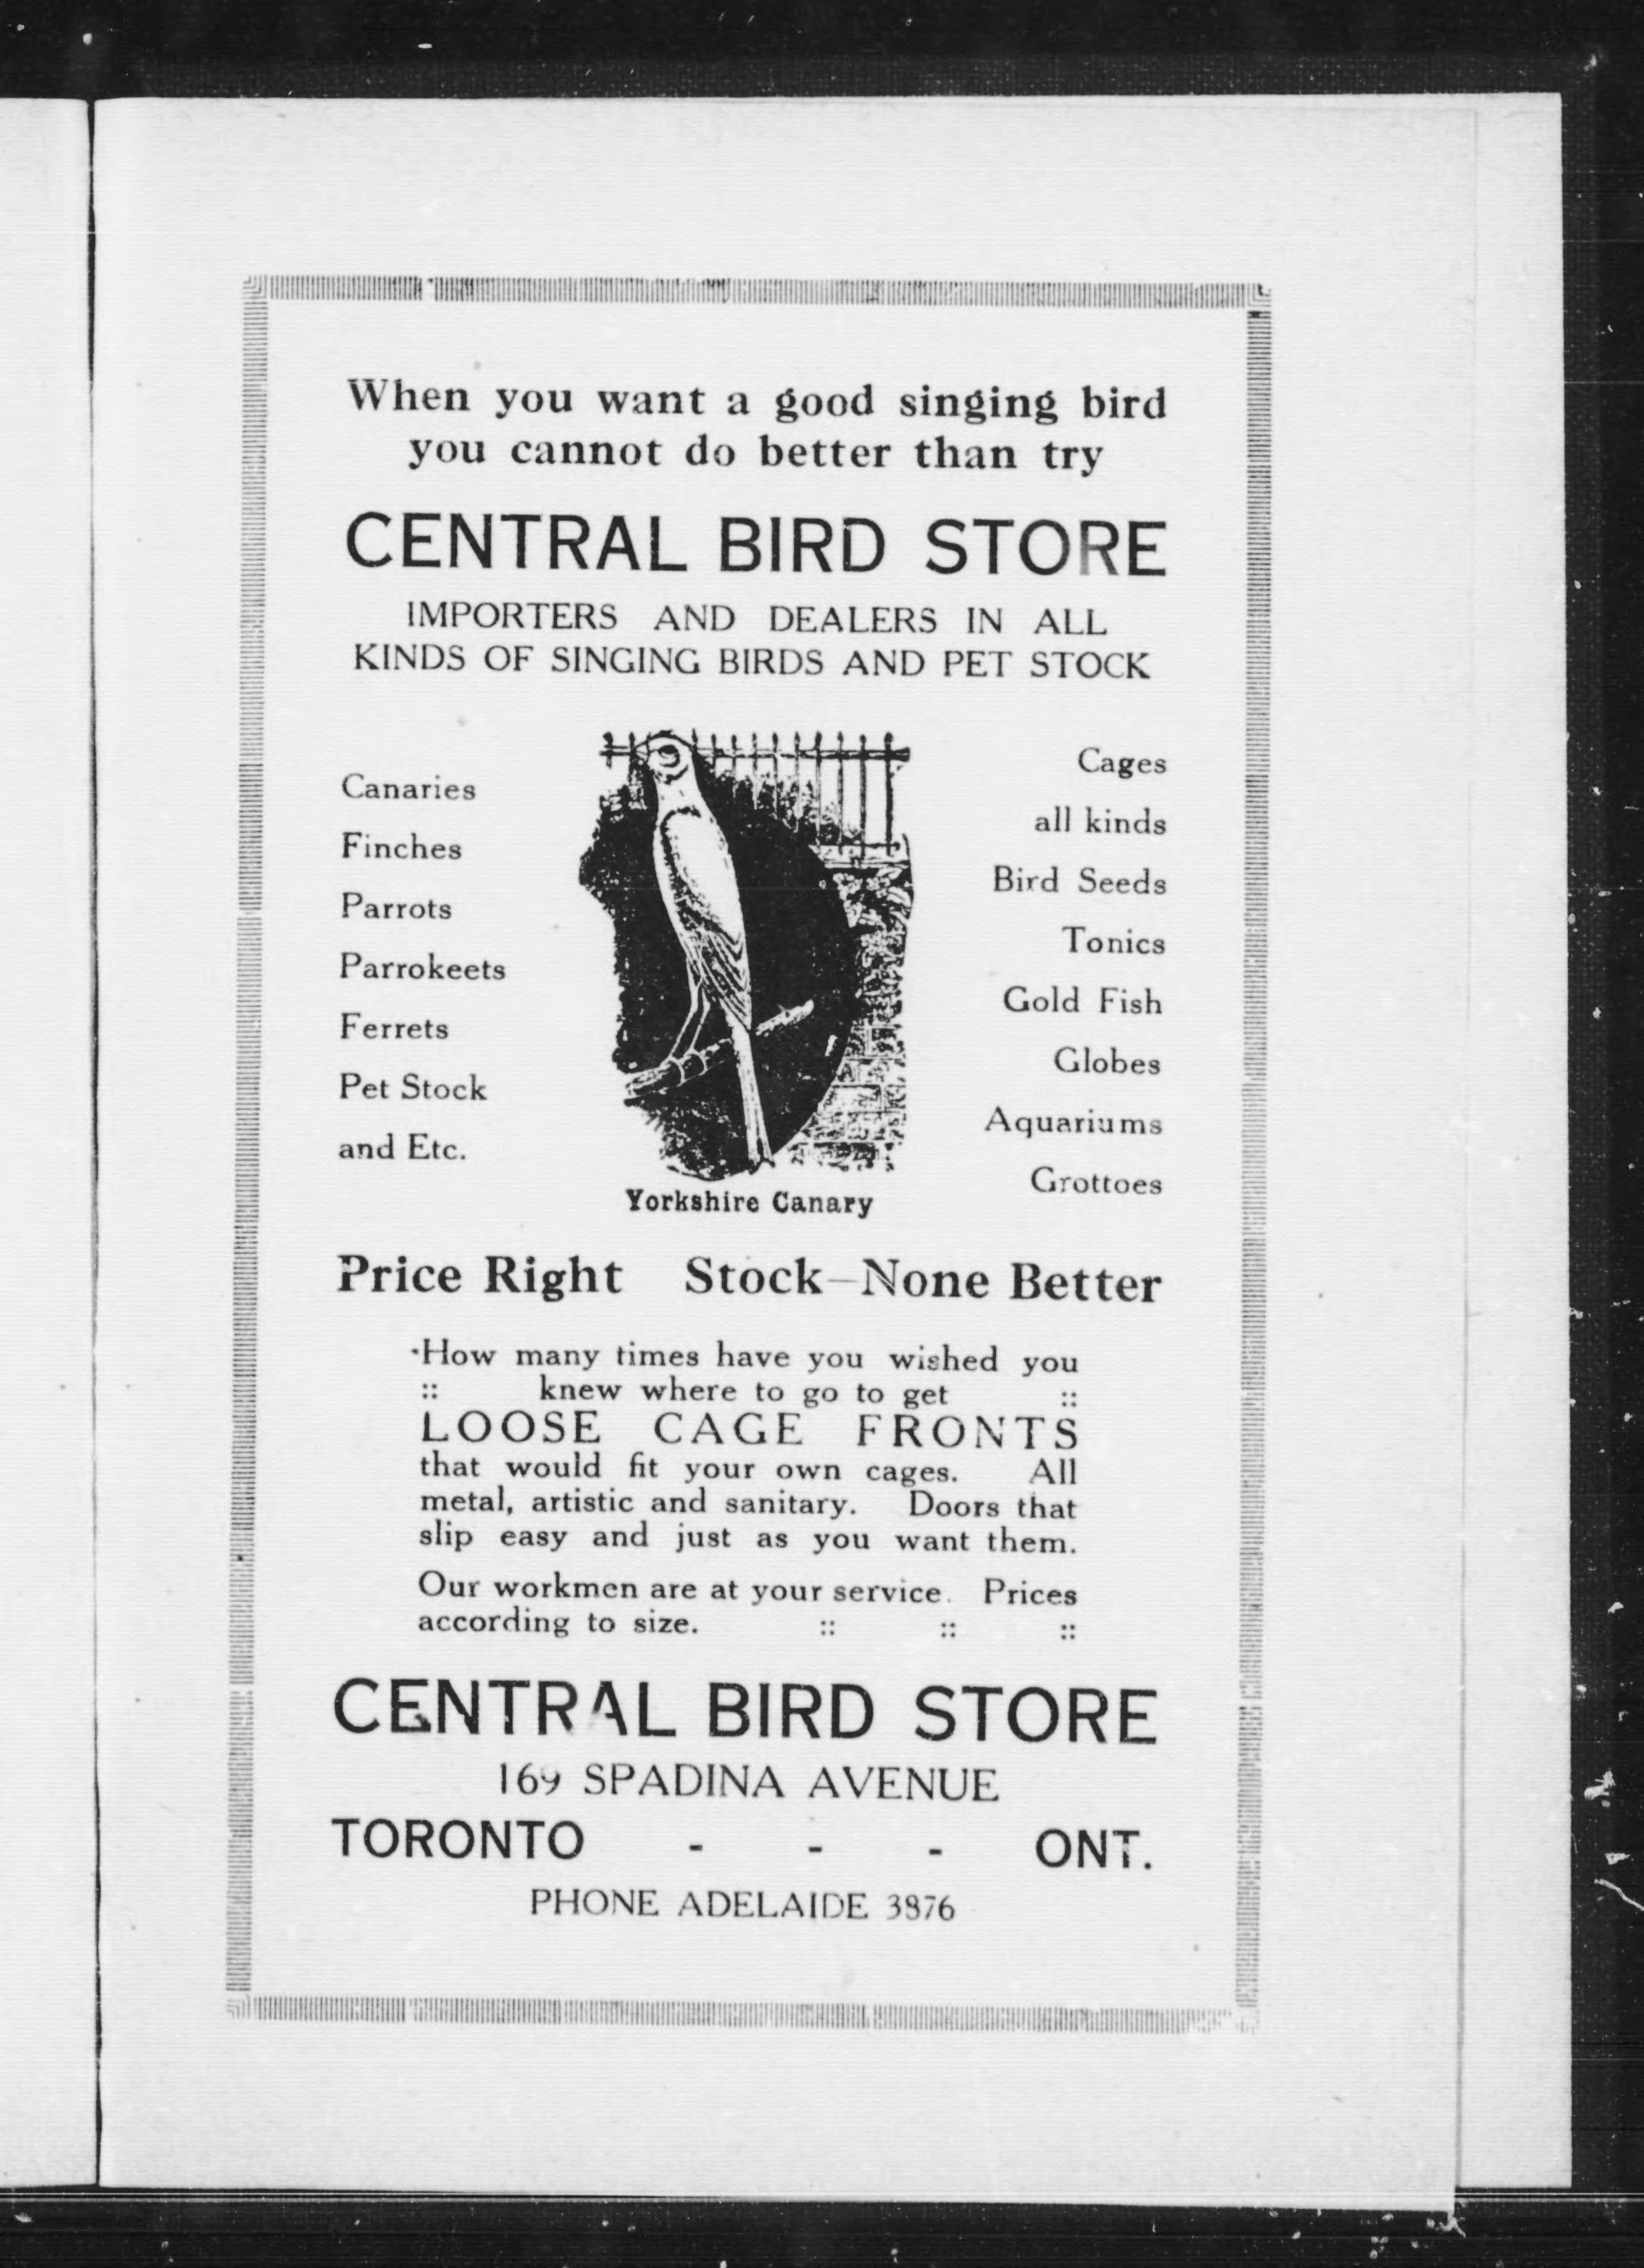 When you want a good singing bird
you cannot do better than try
CENTRAL BIRD STORE
IMPORTERS AND DEALERS IN ALL
KINDS OF SINGING BIRDS AND PET STOCK
Canaries
Finches
Parrots
Parrokeets
Ferrets
Pet Stock
and Etc.
Cages
all kinds
Bird Seeds
Tonics
Gold Fish
Globes
Aquariums
Grottoes
Yorkshire Canary
Price Right Stock—None Better
How many times have you wished you
:: knew where to go to get ::
LOOSE CAGE FRONTS
that would fit your own cages. All
metal, artistic and sanitary. Doors that
slip easy and just as you want them.
Our workmen are at your service. Prices
according to size. :: :: ::
CENTRAL BIRD STORE
169 SPADINA AVENUE
TORONTO - - - ONT.
PHONE ADELAIDE 3876